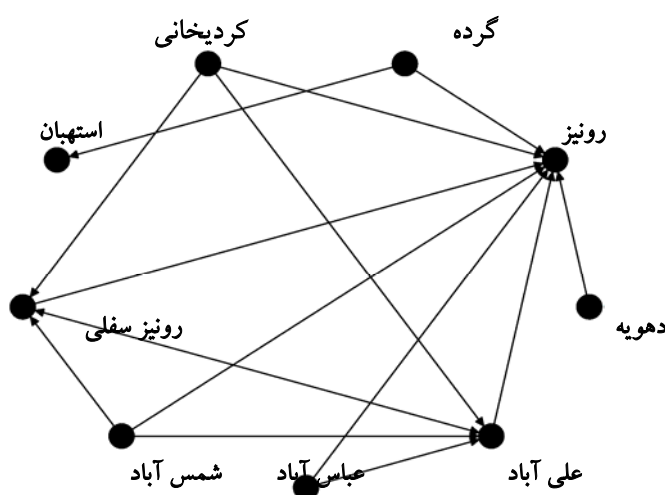 گرده
کردیخانی
رونیز
استهبان
دهویه
رونیز سفلی
علی آباد
عباس آباد
شمس آباد